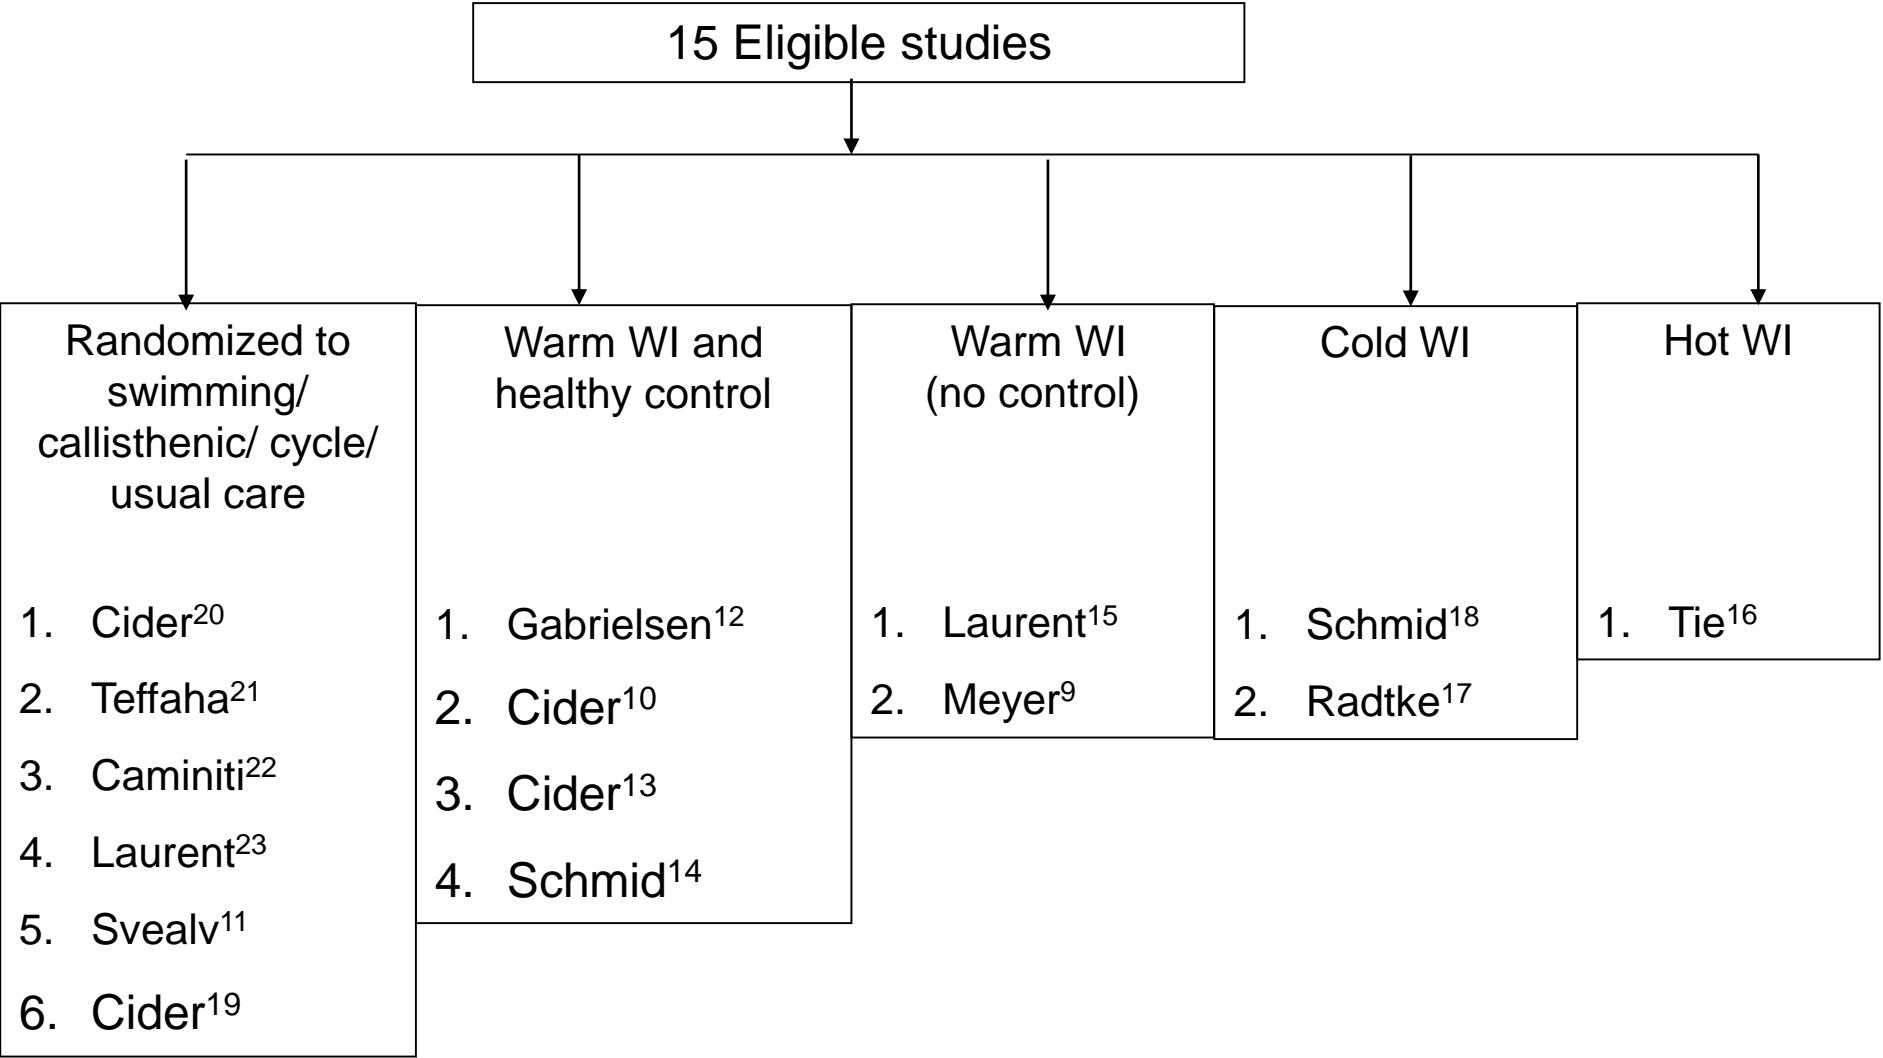 15 Eligible studies
Randomized to
swimming/
callisthenic/ cycle/
usual care
1. Cider20
2. Teffaha21
3. Caminiti22
4. Laurent23
5. Svealv11
6. Cider19
Warm WI and
healthy control
1. Gabrielsen12
2. Cider10
3. Cider13
4. Schmid14
Warm WI
(no control)
1. Laurent15
2. Meyer9
Cold WI
1. Schmid18
2. Radtke17
Hot WI
1. Tie16